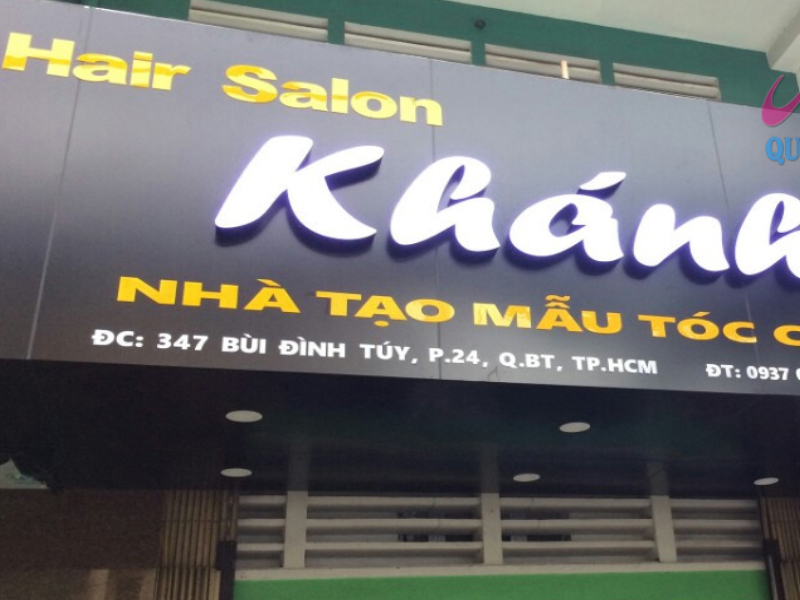 Hair Salon
Khánh
NHÀ TẠO MẪU TÓC
ĐC: 347 BÙI ĐÌNH TÚY, P.24, Q.BT, TP.HCM
ĐT: 0937